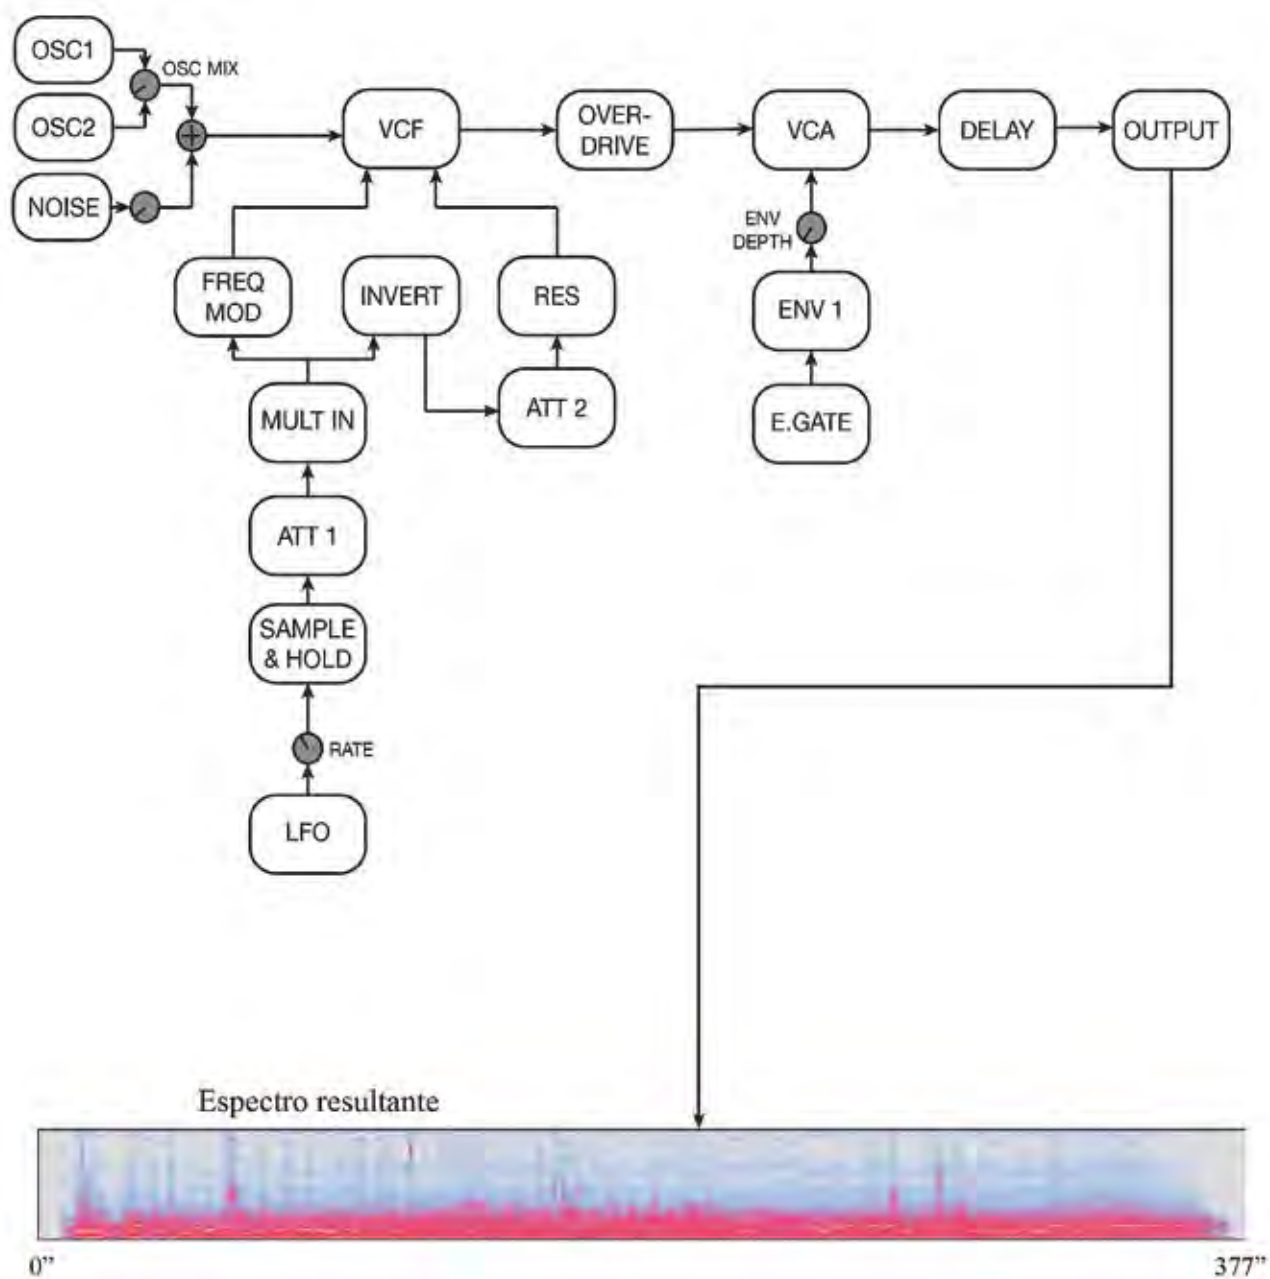 OSC1
OSC MIX
OSC2
NOISE
VCF
OVER-
DRIVE
VCA
DELAY
OUTPUT
ENV
DEPTH
FREQ
MOD
INVERT
RES
ENV 1
MULT IN
ATT 2
E.GATE
ATT 1
SAMPLE
& HOLD
RATE
LFO
Espectro resultante
0”
377”